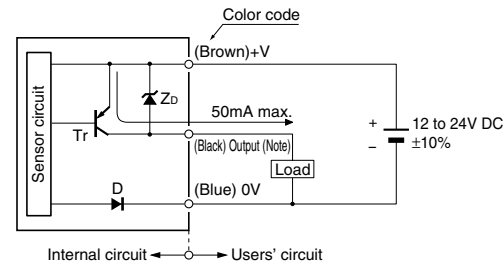 Color code
(Brown)+V
Sensor circuit
Tr
ZD
50mA max.
(Black) Output (Note)
Load
+
−
12 to 24V DC
±10%
D
(Blue) 0V
Internal circuit
Users' circuit